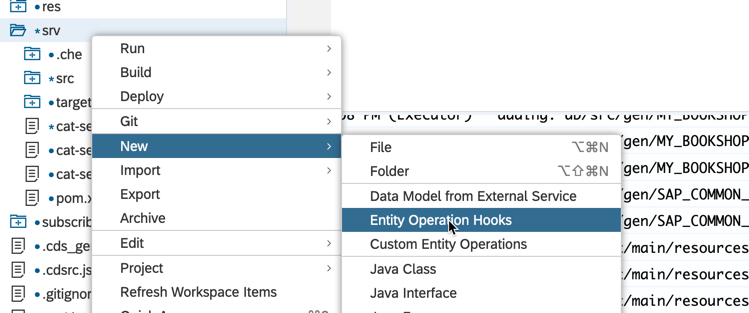 res
* srv
.che
* src
target
* cat-se
cat-se
cat-se
pom.x
subscrib
.cds_ge
.cdsrc.js
.gitignor
Run
Build
Deploy
Git
New
Import
Export
Archive
Edit
Project
Refresh Workspace Items
File ⌥⌘N
Folder ⌥⇧⌘N
Data Model from External Service
Entity Operation Hooks
Custom Entity Operations
Java Class
Java Interface
PM (Executor) adding: db/src/gen/MY_BOOKSHOP
/gen/MY_BOOKSHOP
/gen/MY_BOOKSHOP
/gen/SAP_COMMON_
/gen/SAP_COMMON_
/main/resources
/main/resources
/main/resources